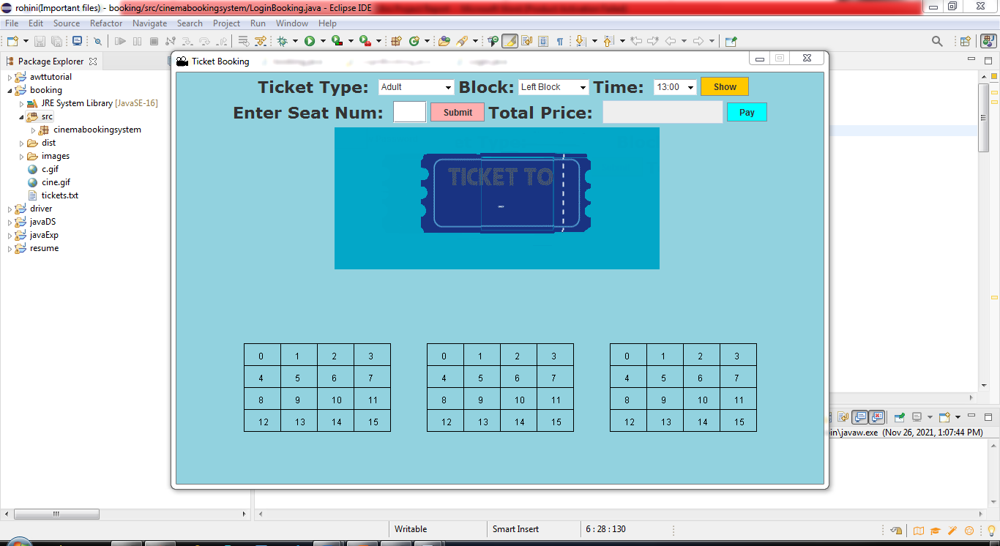 rohini(Important files) - booking/src/cinemabookingsystem/LoginBooking.java - Eclipse IDE
File Edit Source Refactor Navigate Search Project Run Window Help
Package Explorer
awttutorial
booking
JRE System Library [JavaSE-16]
src
cinemabookingsystem
dist
images
c.gif
cine.gif
tickets.txt
driver
javaDS
javaExp
resume
Ticket Booking
Ticket Type: Adult Block: Left Block Time: 13:00 Show
Enter Seat Num: Submit Total Price: Pay
TICKET TO
0 1 2 3 0 1 2 3 0 1 2 3
4 5 6 7 4 5 6 7 4 5 6 7
8 9 10 11 8 9 10 11 8 9 10 11
12 13 14 15 12 13 14 15 12 13 14 15
in\javaw.exe (Nov 26, 2021, 1:07:44 PM)
Writable Smart Insert 6 : 28 : 130